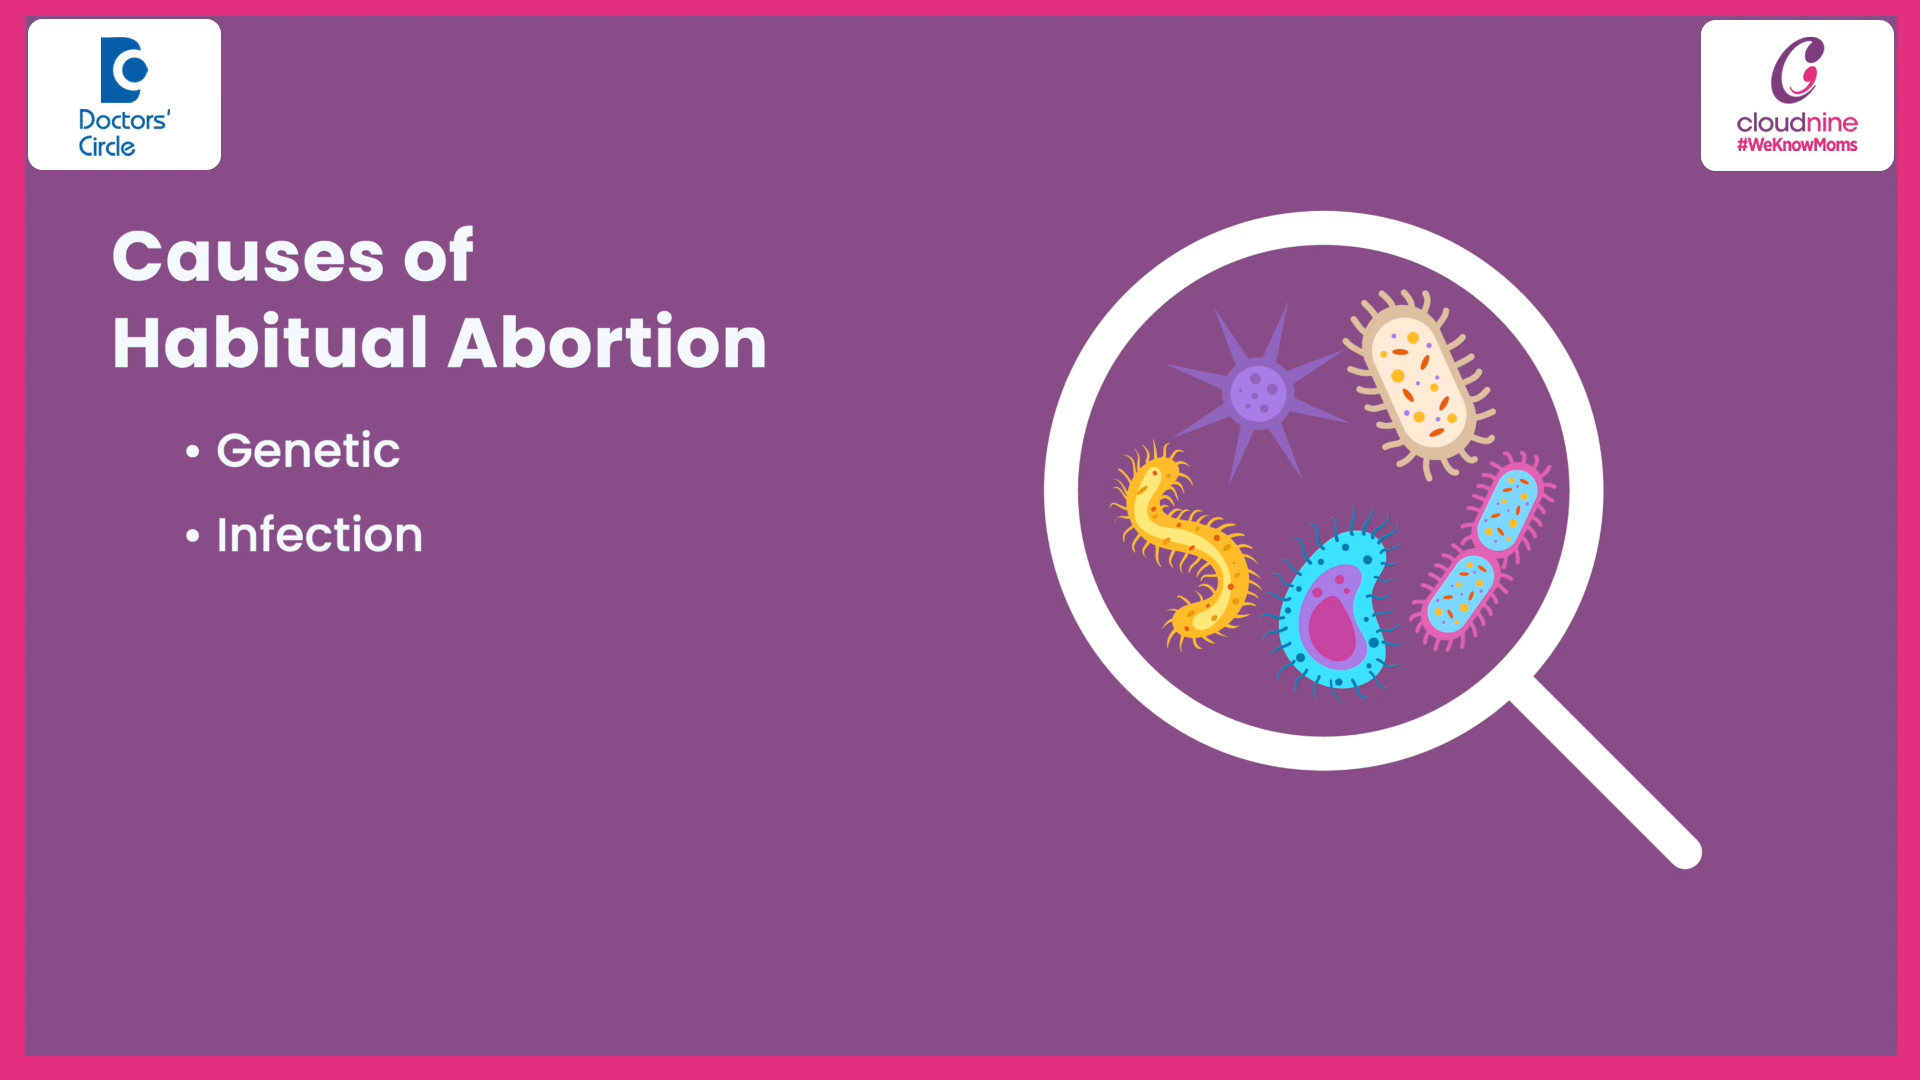 Doctors'
Circle
cloudnine
#WeKnowMoms
Causes of
Habitual Abortion
• Genetic
• Infection